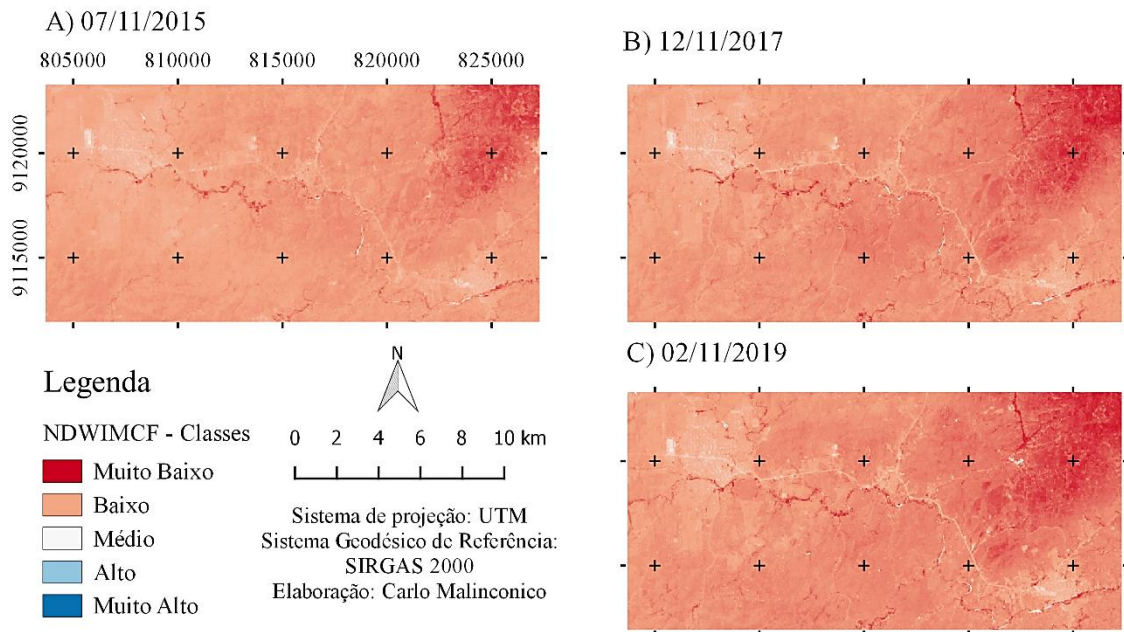 A) 07/11/2015
805000 810000 815000 820000 825000
9120000
9115000
B) 12/11/2017
C) 02/11/2019
Legenda
NDWIMCF - Classes
Muito Baixo
Baixo
Médio
Alto
Muito Alto
N
0 2 4 6 8 10 km
Sistema de projeção: UTM
Sistema Geodésico de Referência:
SIRGAS 2000
Elaboração: Carlo Malinconico